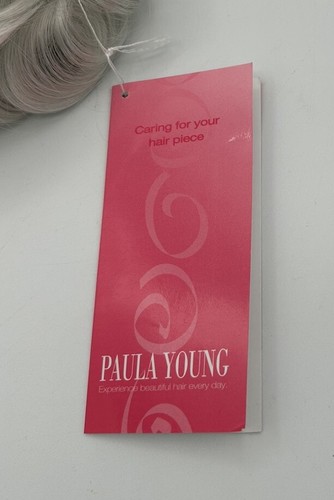 Caring for your
hair piece
PAULA YOUNG
Experience beautiful hair every day.